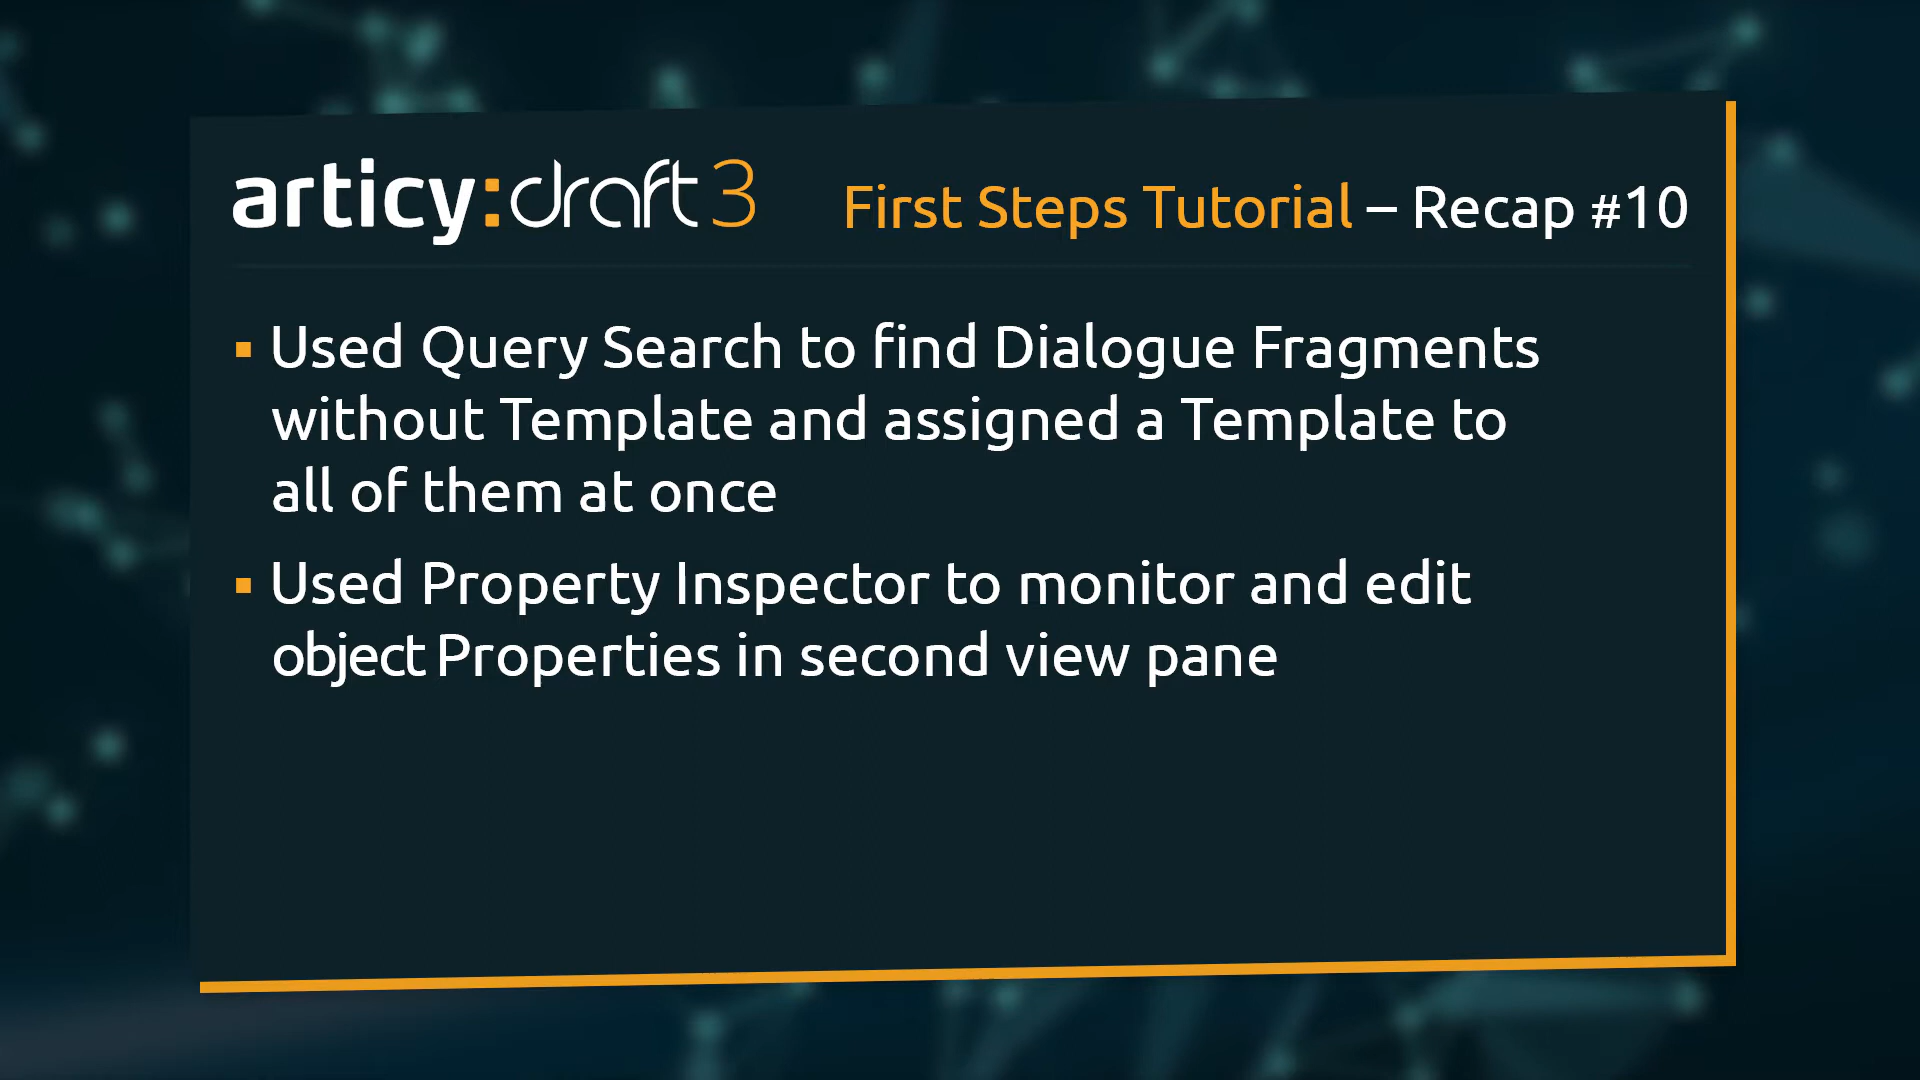 articy:draft 3
First Steps Tutorial – Recap #10
▪ Used Query Search to find Dialogue Fragments
without Template and assigned a Template to
all of them at once
▪ Used Property Inspector to monitor and edit
object Properties in second view pane